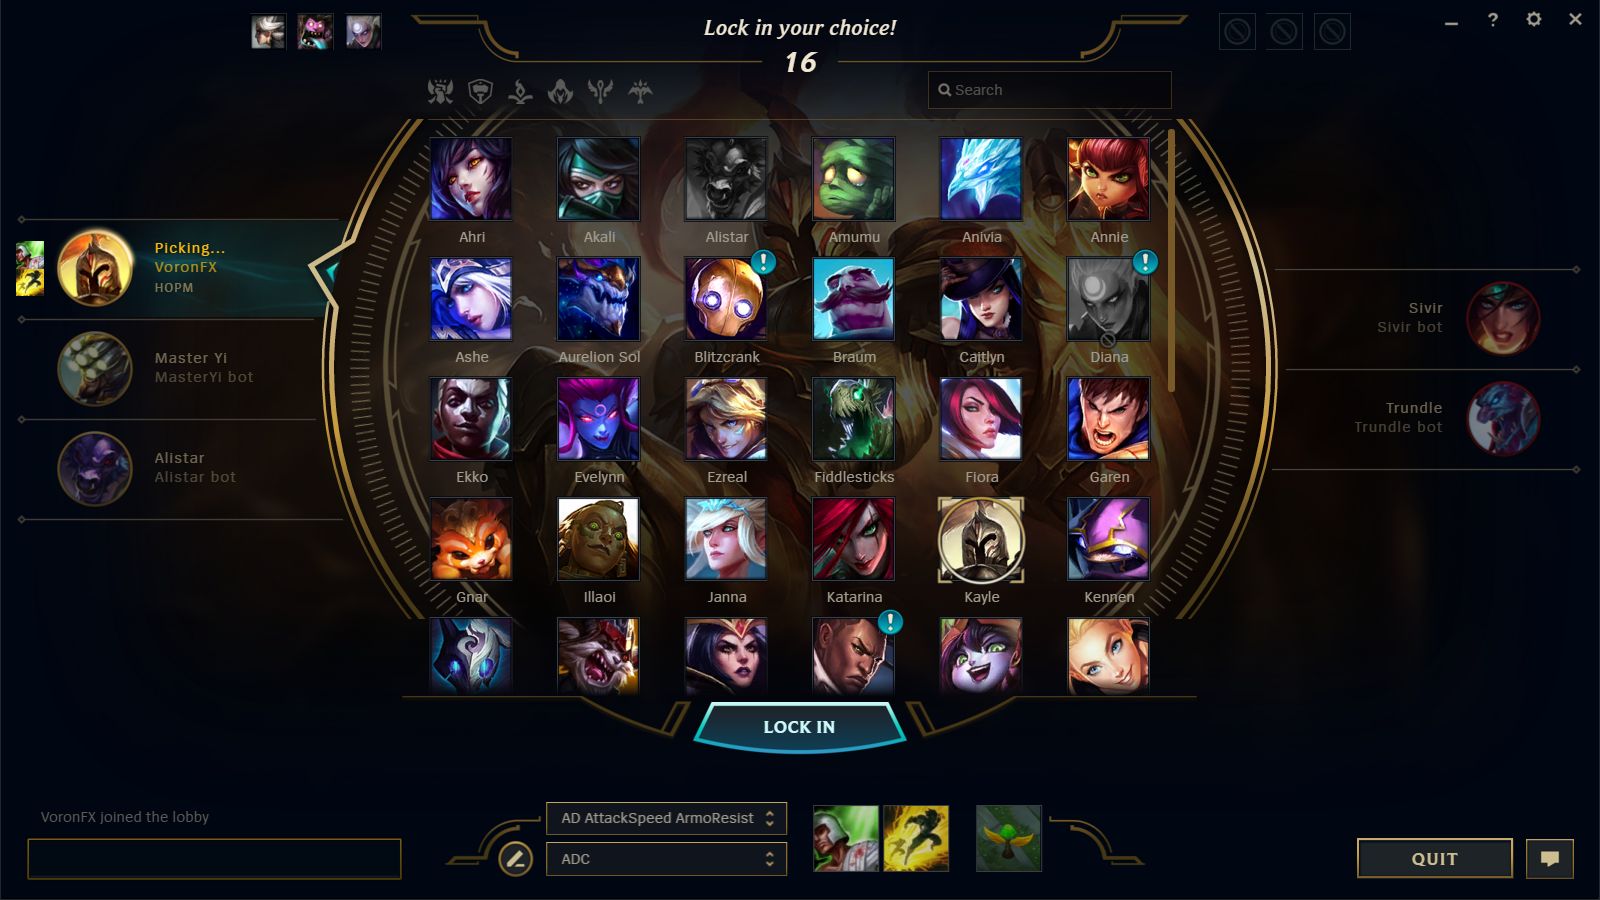 Lock in your choice!
16
?
Search
Ahri
Akali
Alistar
Amumu
Anivia
Annie
Picking...
VoronFX
HOPM
!
!
Ashe
Aurelion Sol
Blitzcrank
Braum
Caitlyn
Diana
Sivir
Sivir bot
Master Yi
MasterYi bot
Trundle
Trundle bot
Alistar
Alistar bot
Ekko
Evelynn
Ezreal
Fiddlesticks
Fiora
Garen
Gnar
Illaoi
Janna
Katarina
Kayle
Kennen
!
LOCK IN
VoronFX joined the lobby
AD AttackSpeed ArmoResist
ADC
QUIT